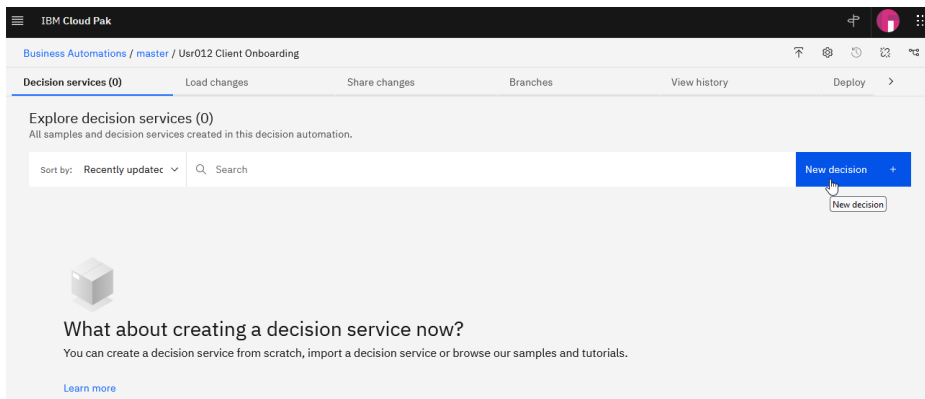 IBM Cloud Pak
Business Automations / master / Usr012 Client Onboarding
Decision services (0) Load changes Share changes Branches View history Deploy
Explore decision services (0)
All samples and decision services created in this decision automation.
Sort by: Recently updatec Search New decision +
New decision
What about creating a decision service now?
You can create a decision service from scratch, import a decision service or browse our samples and tutorials.
Learn more